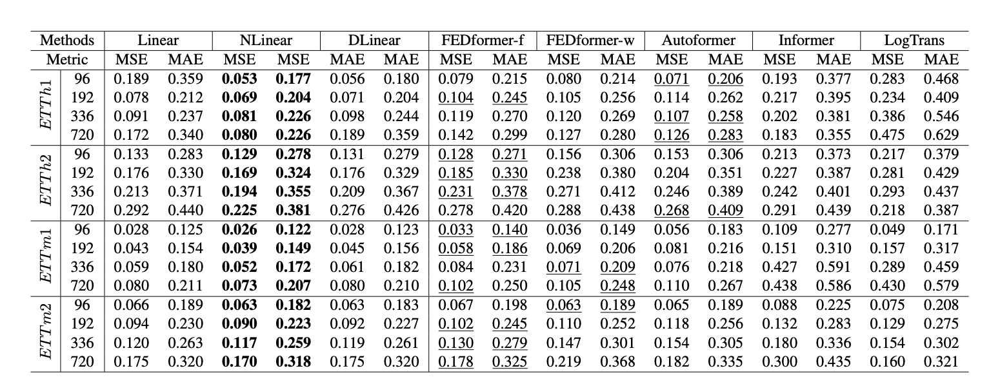 Methods Linear NLinear DLinear FEDformer-f FEDformer-w Autoformer Informer LogTrans
Metric MSE MAE MSE MSE MAE MAE MSE MAE MSE MAE MSE MAE MSE MAE MSE MAE
ETTh1
96 0.189 0.359 0.053 0.177 0.056 0.180 0.079 0.215 0.080 0.214 0.071 0.206 0.193 0.377 0.283 0.468
192 0.078 0.212 0.069 0.204 0.071 0.204 0.104 0.245 0.105 0.256 0.114 0.262 0.217 0.395 0.234 0.409
336 0.091 0.237 0.081 0.226 0.098 0.244 0.119 0.270 0.120 0.269 0.107 0.258 0.202 0.381 0.386 0.546
720 0.172 0.340 0.080 0.226 0.189 0.359 0.142 0.299 0.127 0.280 0.126 0.283 0.183 0.355 0.475 0.629
ETTh2
96 0.133 0.283 0.129 0.278 0.131 0.279 0.128 0.271 0.156 0.306 0.153 0.306 0.213 0.373 0.217 0.379
192 0.176 0.330 0.169 0.324 0.176 0.329 0.185 0.330 0.238 0.380 0.204 0.351 0.227 0.387 0.281 0.429
336 0.213 0.371 0.194 0.355 0.209 0.367 0.231 0.378 0.271 0.412 0.246 0.389 0.242 0.401 0.293 0.437
720 0.292 0.440 0.225 0.381 0.276 0.426 0.278 0.420 0.288 0.438 0.268 0.409 0.291 0.439 0.218 0.387
ETTm1
96 0.028 0.125 0.026 0.122 0.028 0.123 0.033 0.140 0.036 0.149 0.056 0.183 0.109 0.277 0.049 0.171
192 0.043 0.154 0.039 0.149 0.045 0.156 0.058 0.186 0.069 0.206 0.081 0.216 0.151 0.310 0.157 0.317
336 0.059 0.180 0.052 0.172 0.061 0.182 0.084 0.231 0.071 0.209 0.076 0.218 0.427 0.591 0.289 0.459
720 0.080 0.211 0.073 0.207 0.080 0.210 0.102 0.250 0.105 0.248 0.110 0.267 0.438 0.586 0.430 0.579
ETTm2
96 0.066 0.189 0.063 0.182 0.063 0.183 0.067 0.198 0.063 0.189 0.065 0.189 0.088 0.225 0.075 0.208
192 0.094 0.230 0.090 0.223 0.092 0.227 0.102 0.245 0.110 0.252 0.118 0.256 0.132 0.283 0.129 0.275
336 0.120 0.263 0.117 0.259 0.119 0.261 0.130 0.279 0.147 0.301 0.154 0.305 0.180 0.336 0.154 0.302
720 0.175 0.320 0.170 0.318 0.175 0.320 0.178 0.325 0.219 0.368 0.182 0.335 0.300 0.435 0.160 0.321